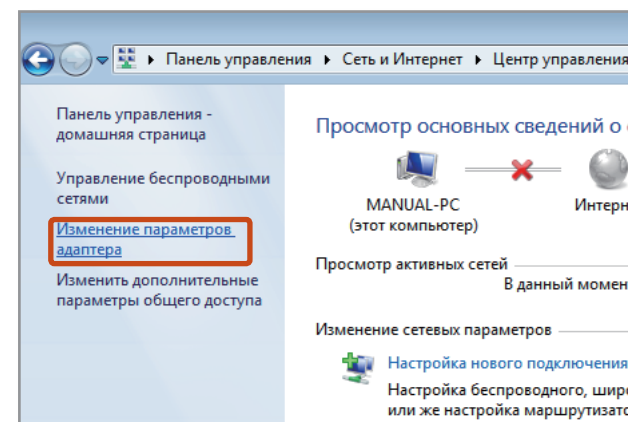 Панель управления ▸ Сеть и Интернет ▸ Центр управления
Панель управления -
домашняя страница
Управление беспроводными
сетями
Изменение параметров
адаптера
Изменить дополнительные
параметры общего доступа
Просмотр основных сведений о
MANUAL-PC
(этот компьютер)
Интерн
Просмотр активных сетей
В данный момен
Изменение сетевых параметров
Настройка нового подключения
Настройка беспроводного, широ
или же настройка маршрутизато